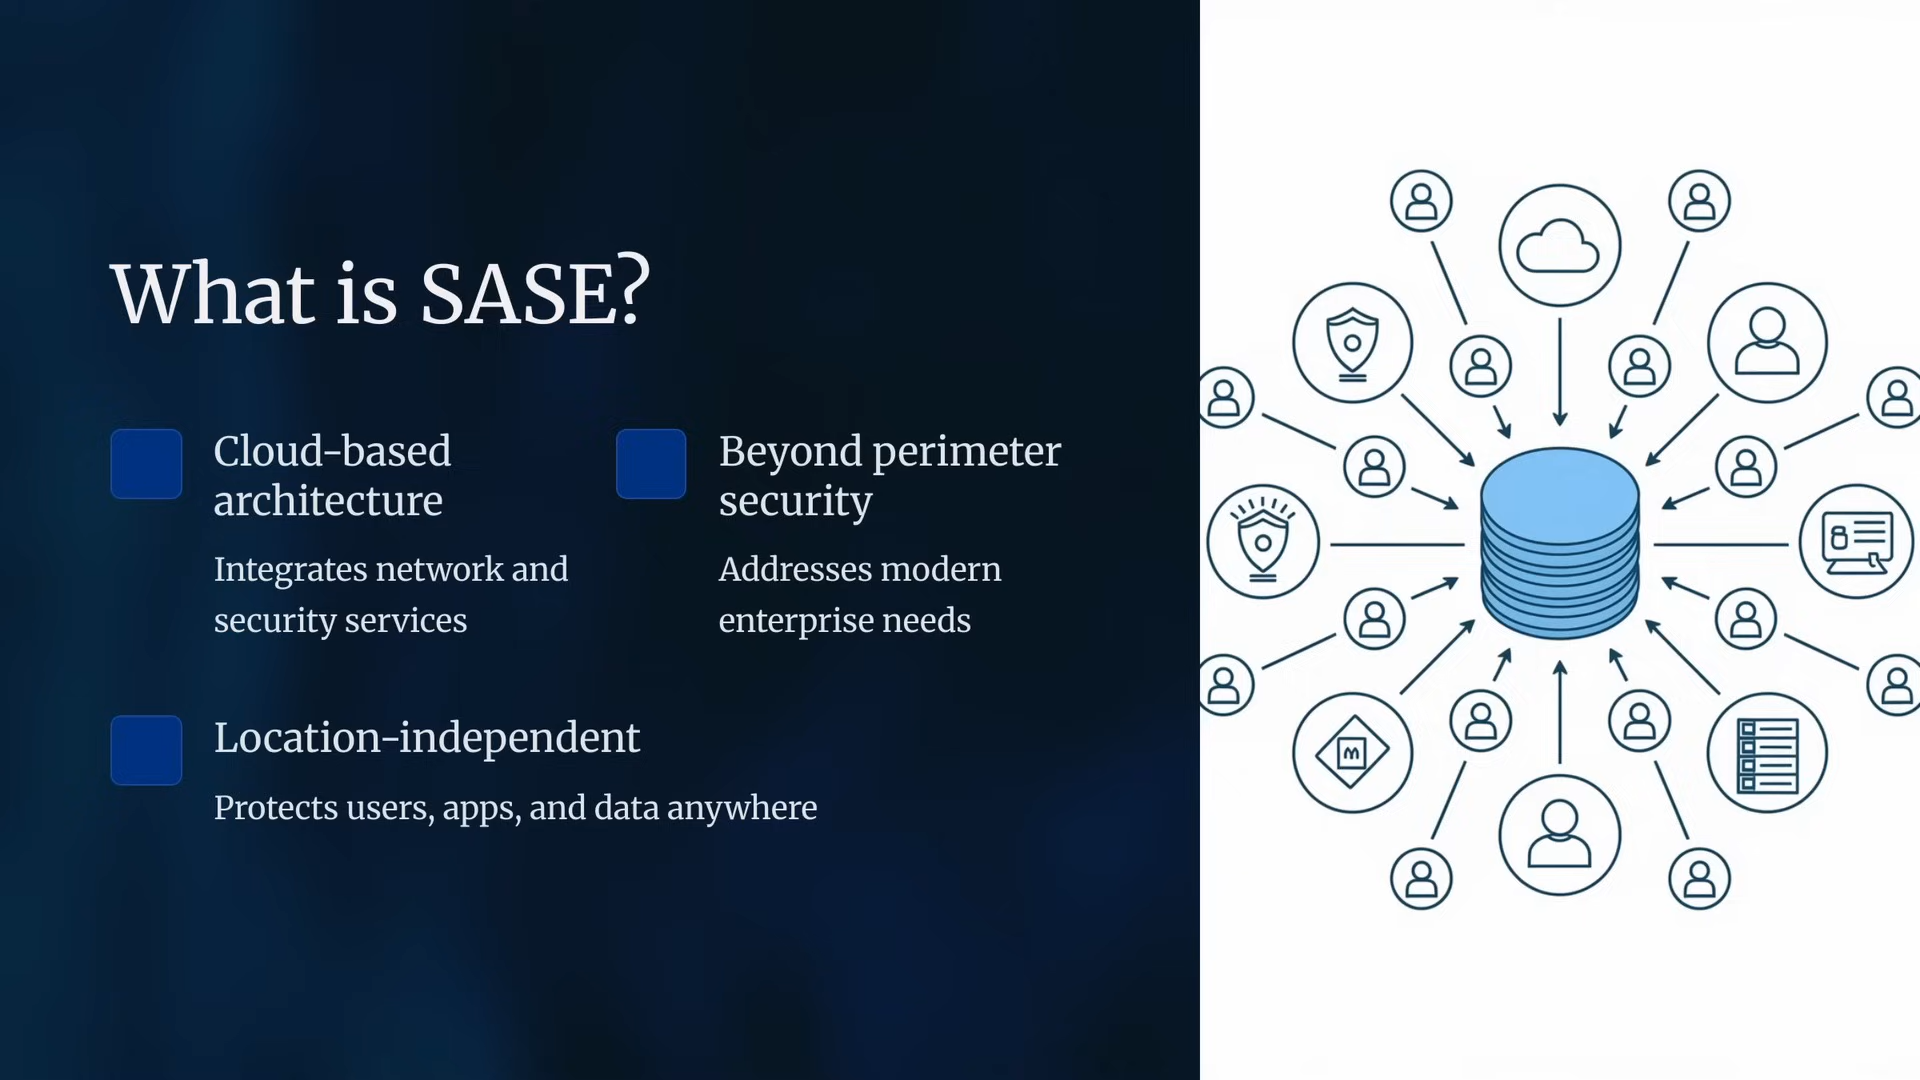 What is SASE?
Cloud-based
architecture
Integrates network and
security services
Beyond perimeter
security
Addresses modern
enterprise needs
Location-independent
Protects users, apps, and data anywhere